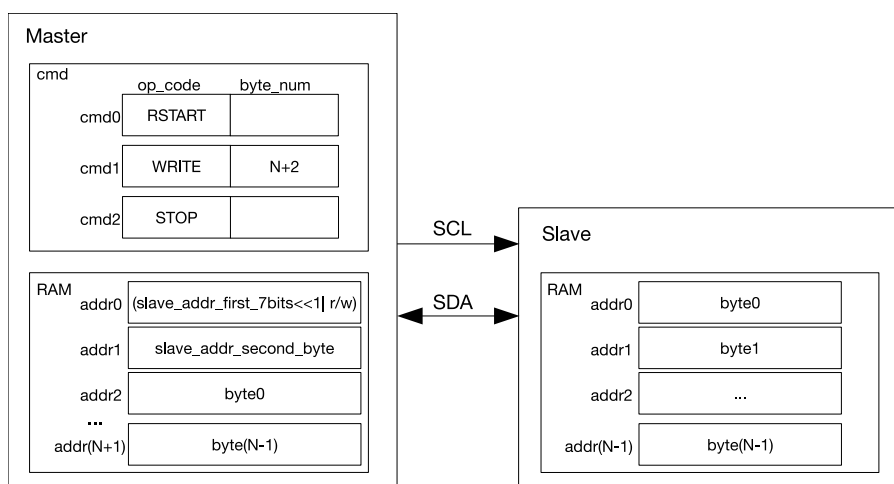 Master
cmd
op_code byte_num
cmd0 RSTART
cmd1 WRITE N+2
cmd2 STOP
RAM
addr0 (slave_addr_first_7bits<<1| r/w)
addr1 slave_addr_second_byte
addr2 byte0
...
addr(N+1) byte(N-1)
SCL
SDA
Slave
RAM
addr0 byte0
addr1 byte1
addr2 ...
addr(N-1) byte(N-1)